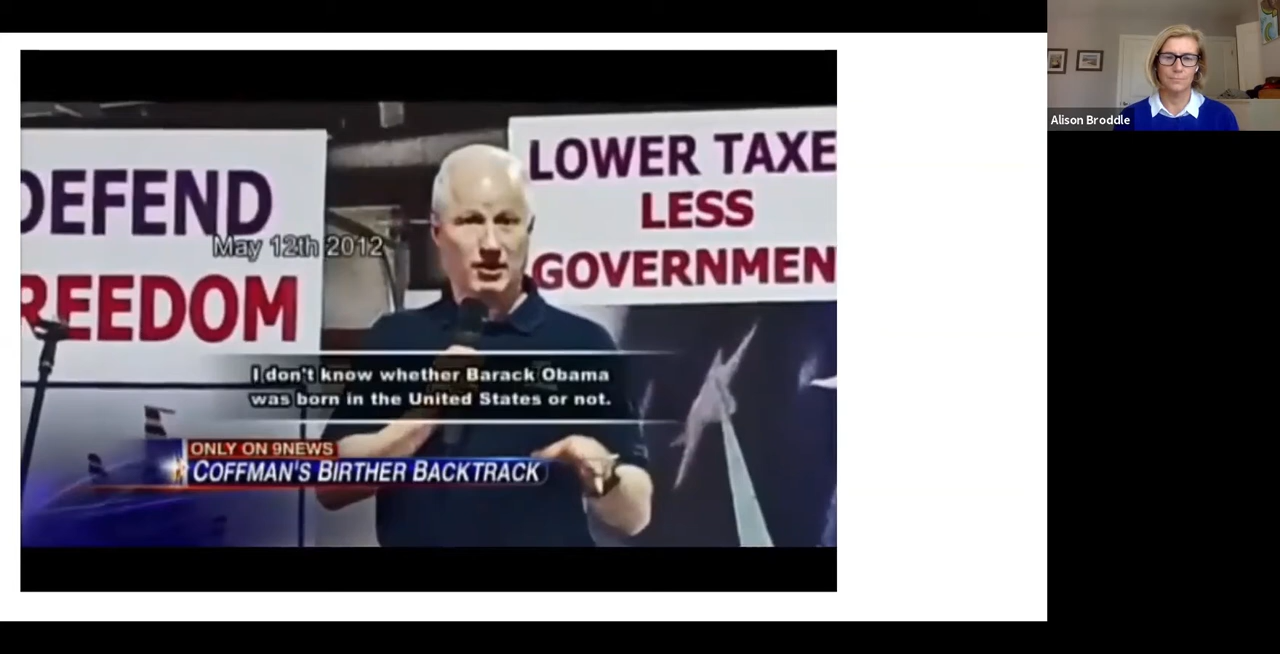 DEFEND
REEDOM
LOWER TAXE
LESS
GOVERNMEN
May 12th 2012
I don't know whether Barack Obama
was born in the United States or not.
ONLY ON 9NEWS
COFFMAN'S BIRTHER BACKTRACK
Alison Broddle